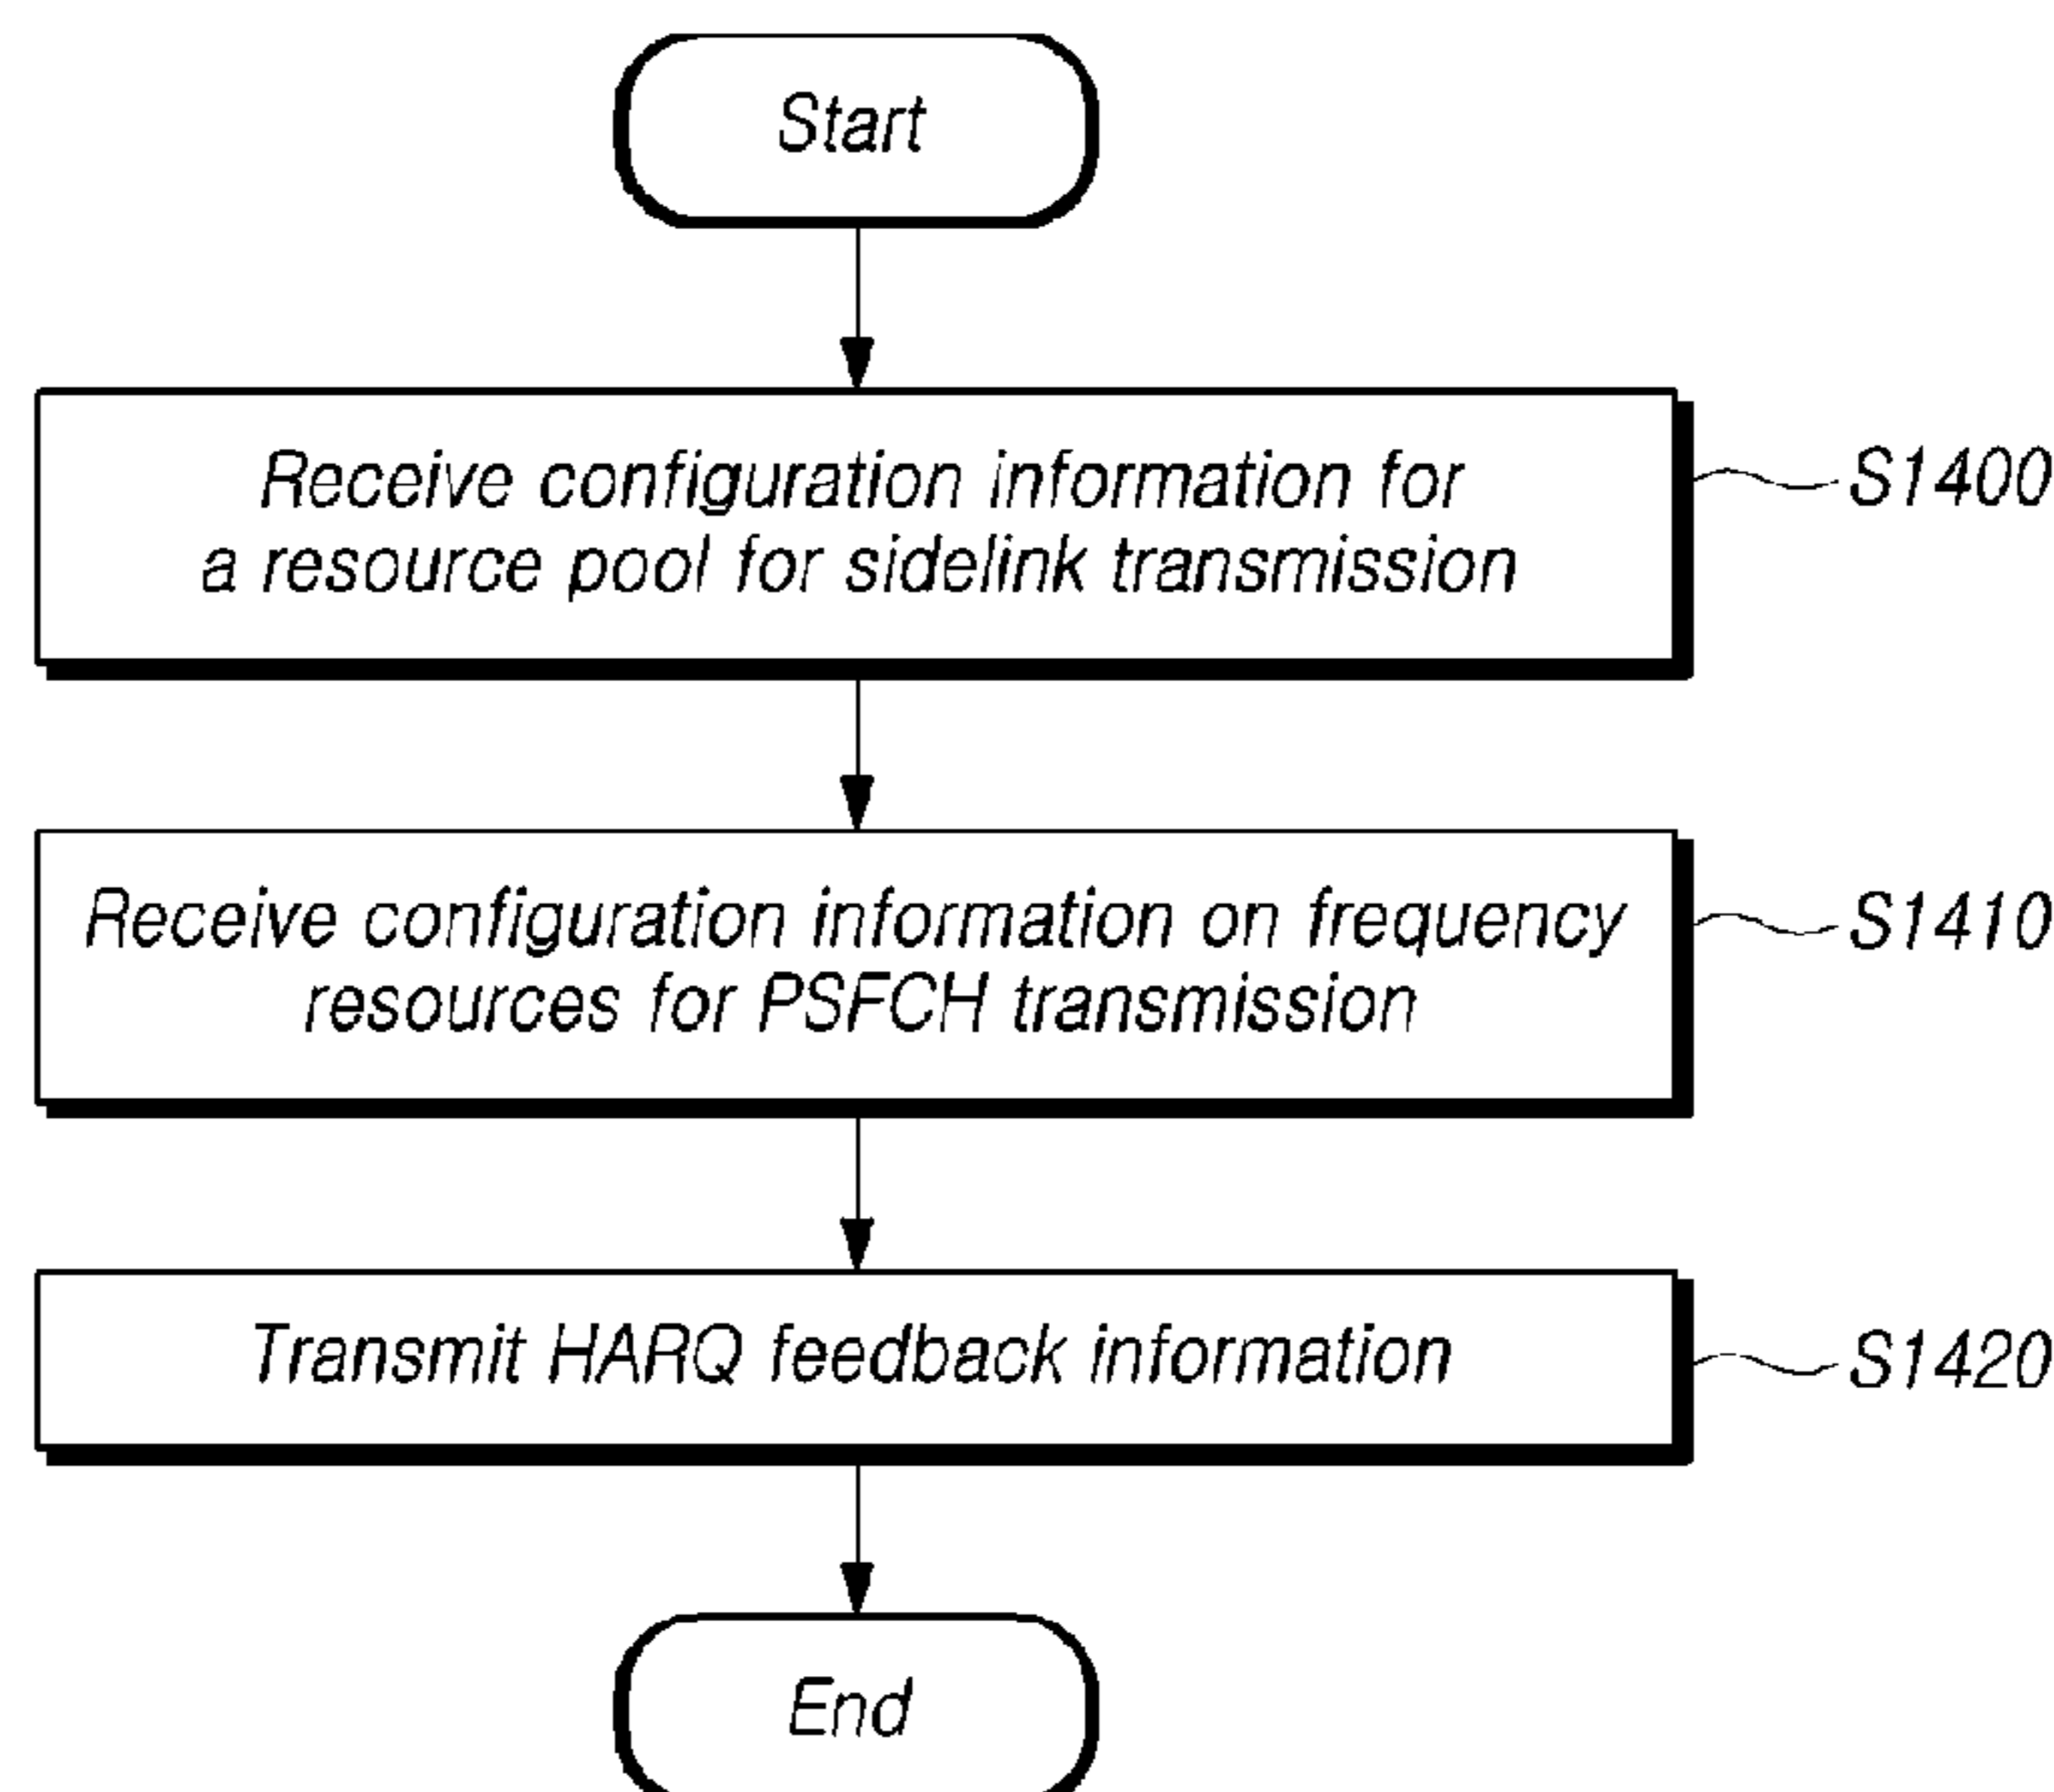 Start
Receive configuration information for
a resource pool for sidelink transmission
S1400
Receive configuration information on frequency
resources for PSFCH transmission
S1410
Transmit HARQ feedback information
S1420
End